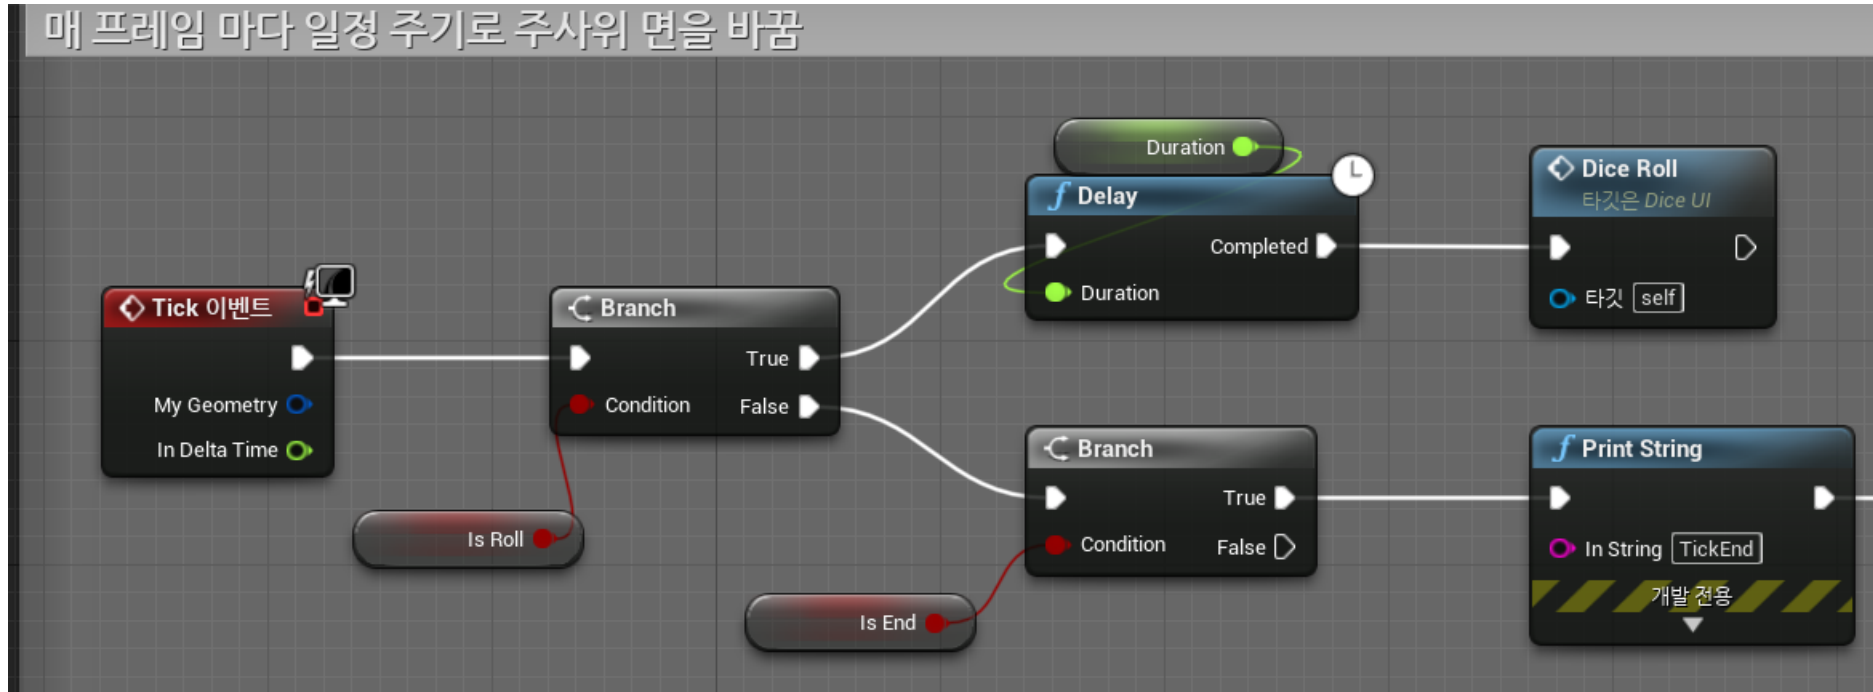 매 프레임 마다 일정 주기로 주사위 면을 바꿈
Duration
Delay
Completed
Duration
Dice Roll
타깃은 Dice UI
타깃 self
Tick 이벤트
My Geometry
In Delta Time
Branch
True
Condition
False
Is Roll
Branch
True
Condition
False
Is End
Print String
In String TickEnd
개발 전용